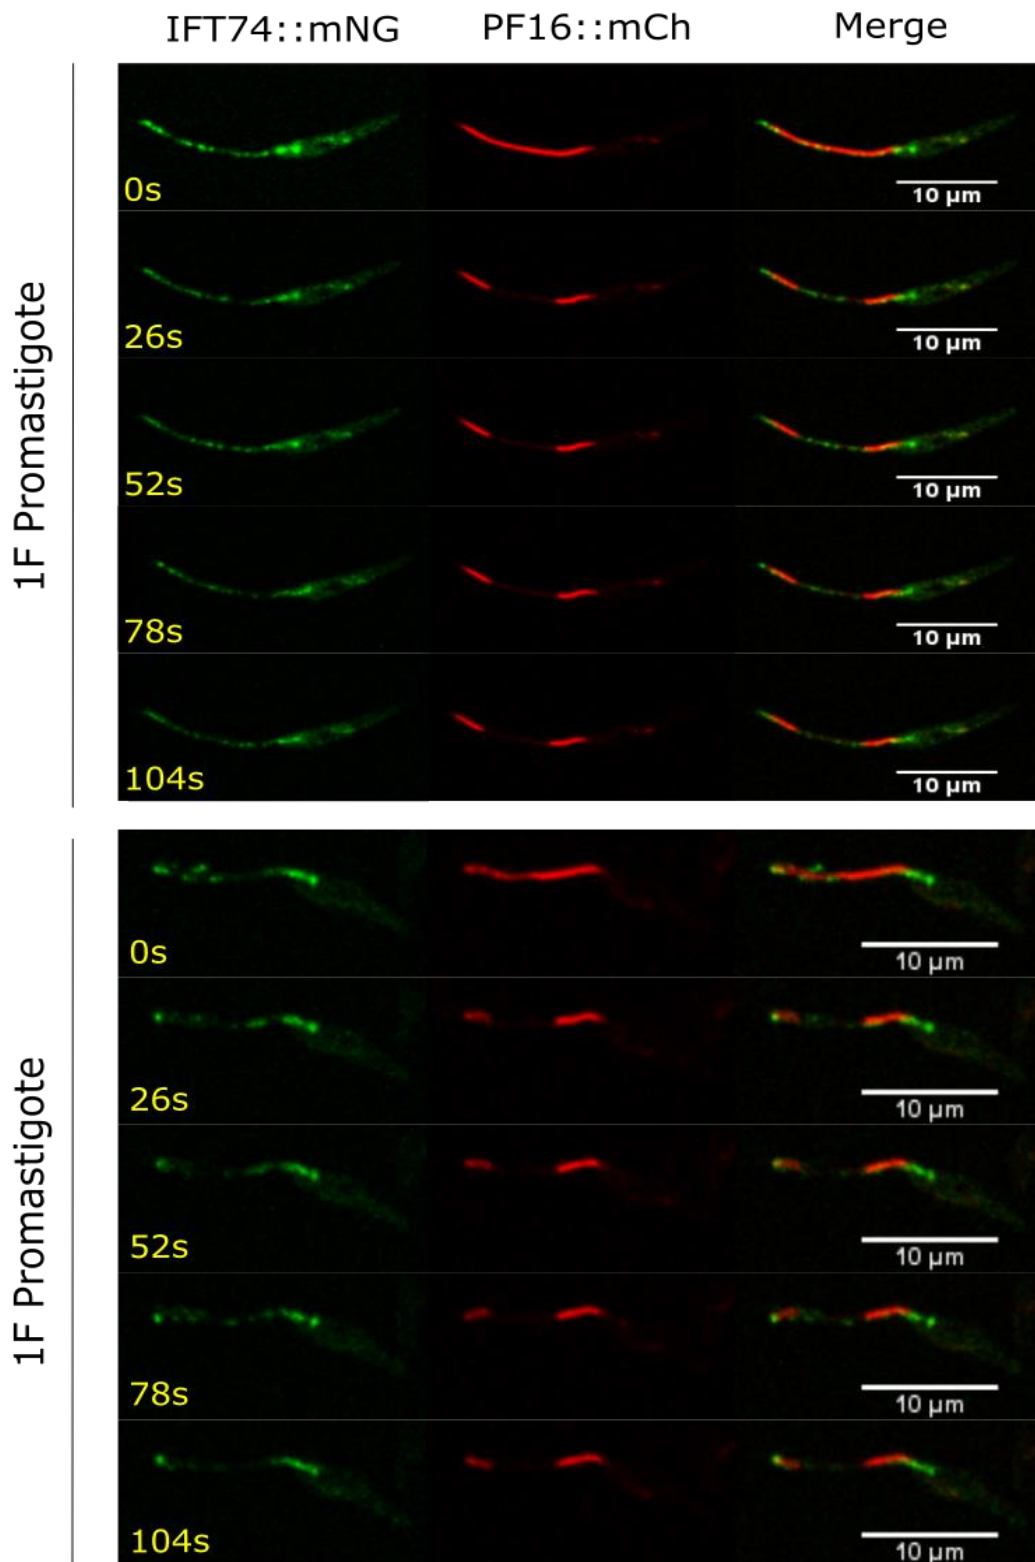 IFT74::mNG PF16::mCh Merge
1F Promastigote
0s
10 µm
26s
10 µm
52s
10 µm
78s
10 µm
104s
10 µm
1F Promastigote
0s
10 µm
26s
10 µm
52s
10 µm
78s
10 µm
104s
10 µm